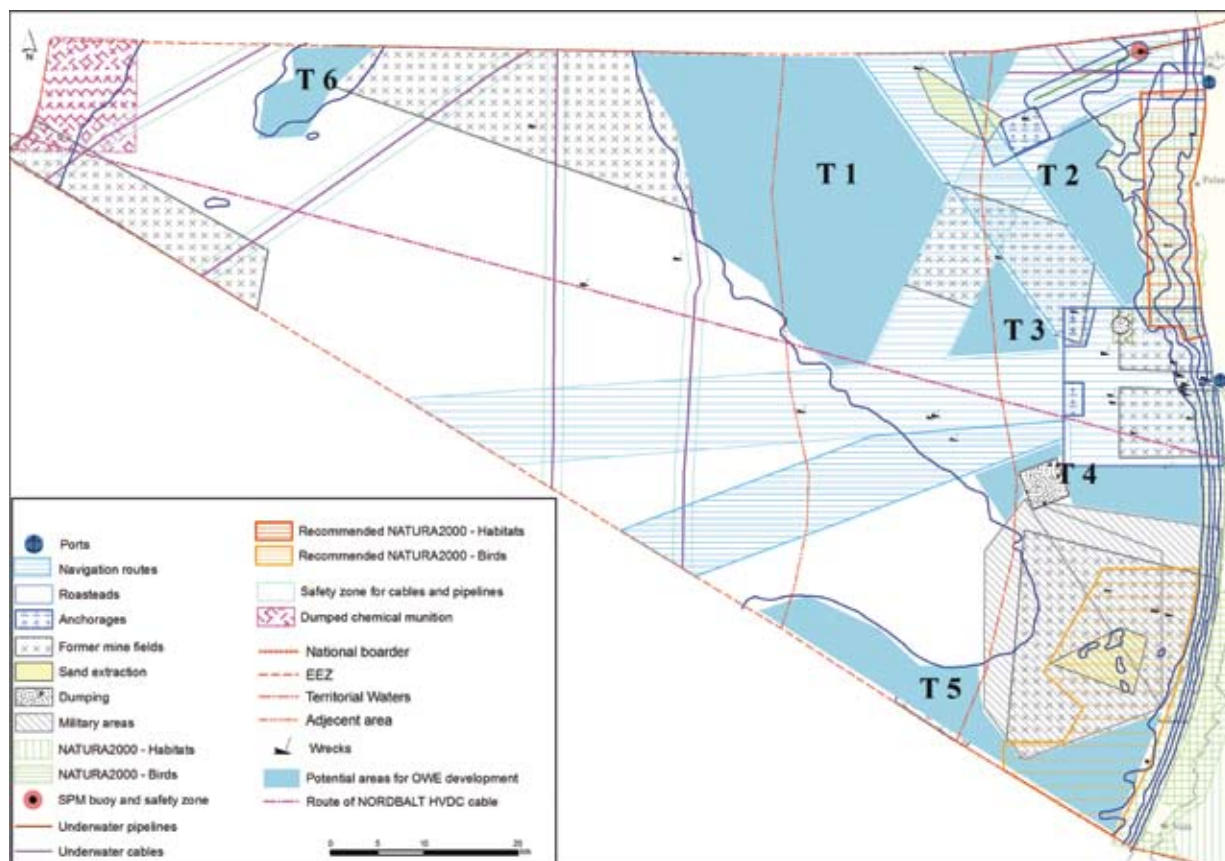 N
T 6
T 1
T 2
T 3
T 4
T 5
Ports
Navigation routes
Roasteads
Anchorages
Former mine fields
Sand extraction
Dumping
Military areas
NATURA2000 - Habitats
NATURA2000 - Birds
SPM buoy and safety zone
Underwater pipelines
Underwater cables
Recommended NATURA2000 - Habitats
Recommended NATURA2000 - Birds
Safety zone for cables and pipelines
Dumped chemical munition
National boarder
EEZ
Territorial Waters
Adjecent area
Wrecks
Potential areas for OWE development
Route of NORDBALT HVDC cable
0 5 10 20